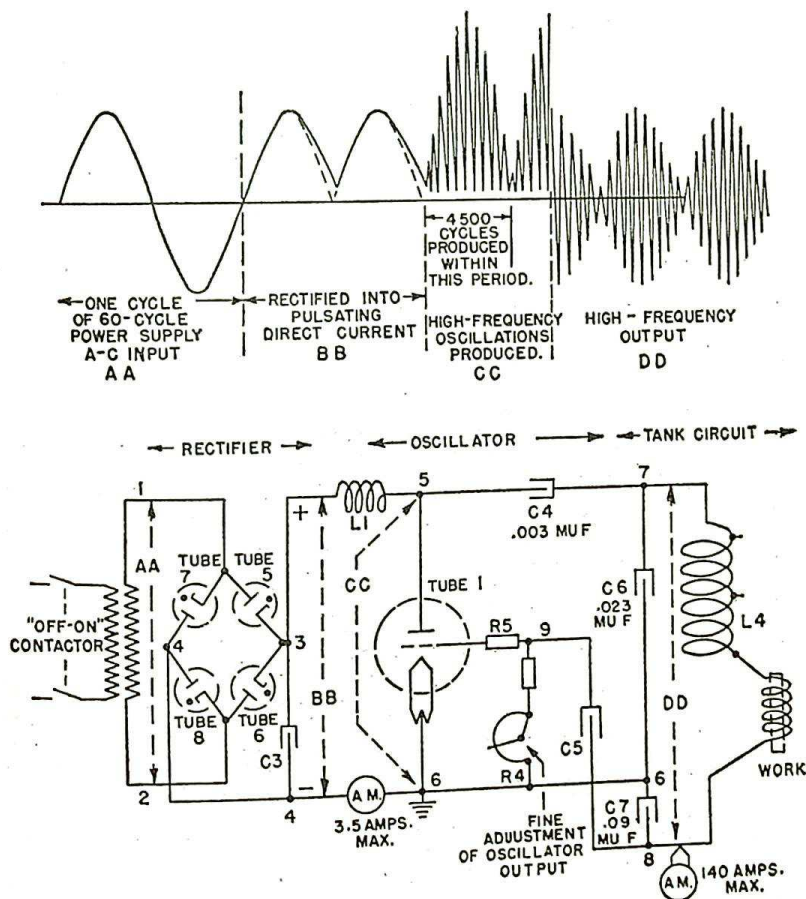 ONE CYCLE
OF 60-CYCLE
POWER SUPPLY
A-C INPUT
AA
RECTIFIED INTO
PULSATING
DIRECT CURRENT
BB
4500
CYCLES
PRODUCED
WITHIN
THIS PERIOD.
HIGH-FREQUENCY
OSCILLATIONS
PRODUCED.
CC
HIGH-FREQUENCY
OUTPUT
DD
RECTIFIER
OSCILLATOR
TANK CIRCUIT
1
AA
"OFF-ON"
CONTACTOR
2
TUBE
7
TUBE
5
4
3
TUBE
8
TUBE
6
C3
+
-
4
BB
L1
5
CC
TUBE 1
3.5 AMPS.
MAX.
A.M.
6
R5
9
R4
FINE
ADJUSTMENT
OF OSCILLATOR
OUTPUT
C4
.003 MU F
C5
7
C6
.023
MU F
6
C7
.09
MU F
8
DD
L4
WORK
A.M.
140 AMPS.
MAX.